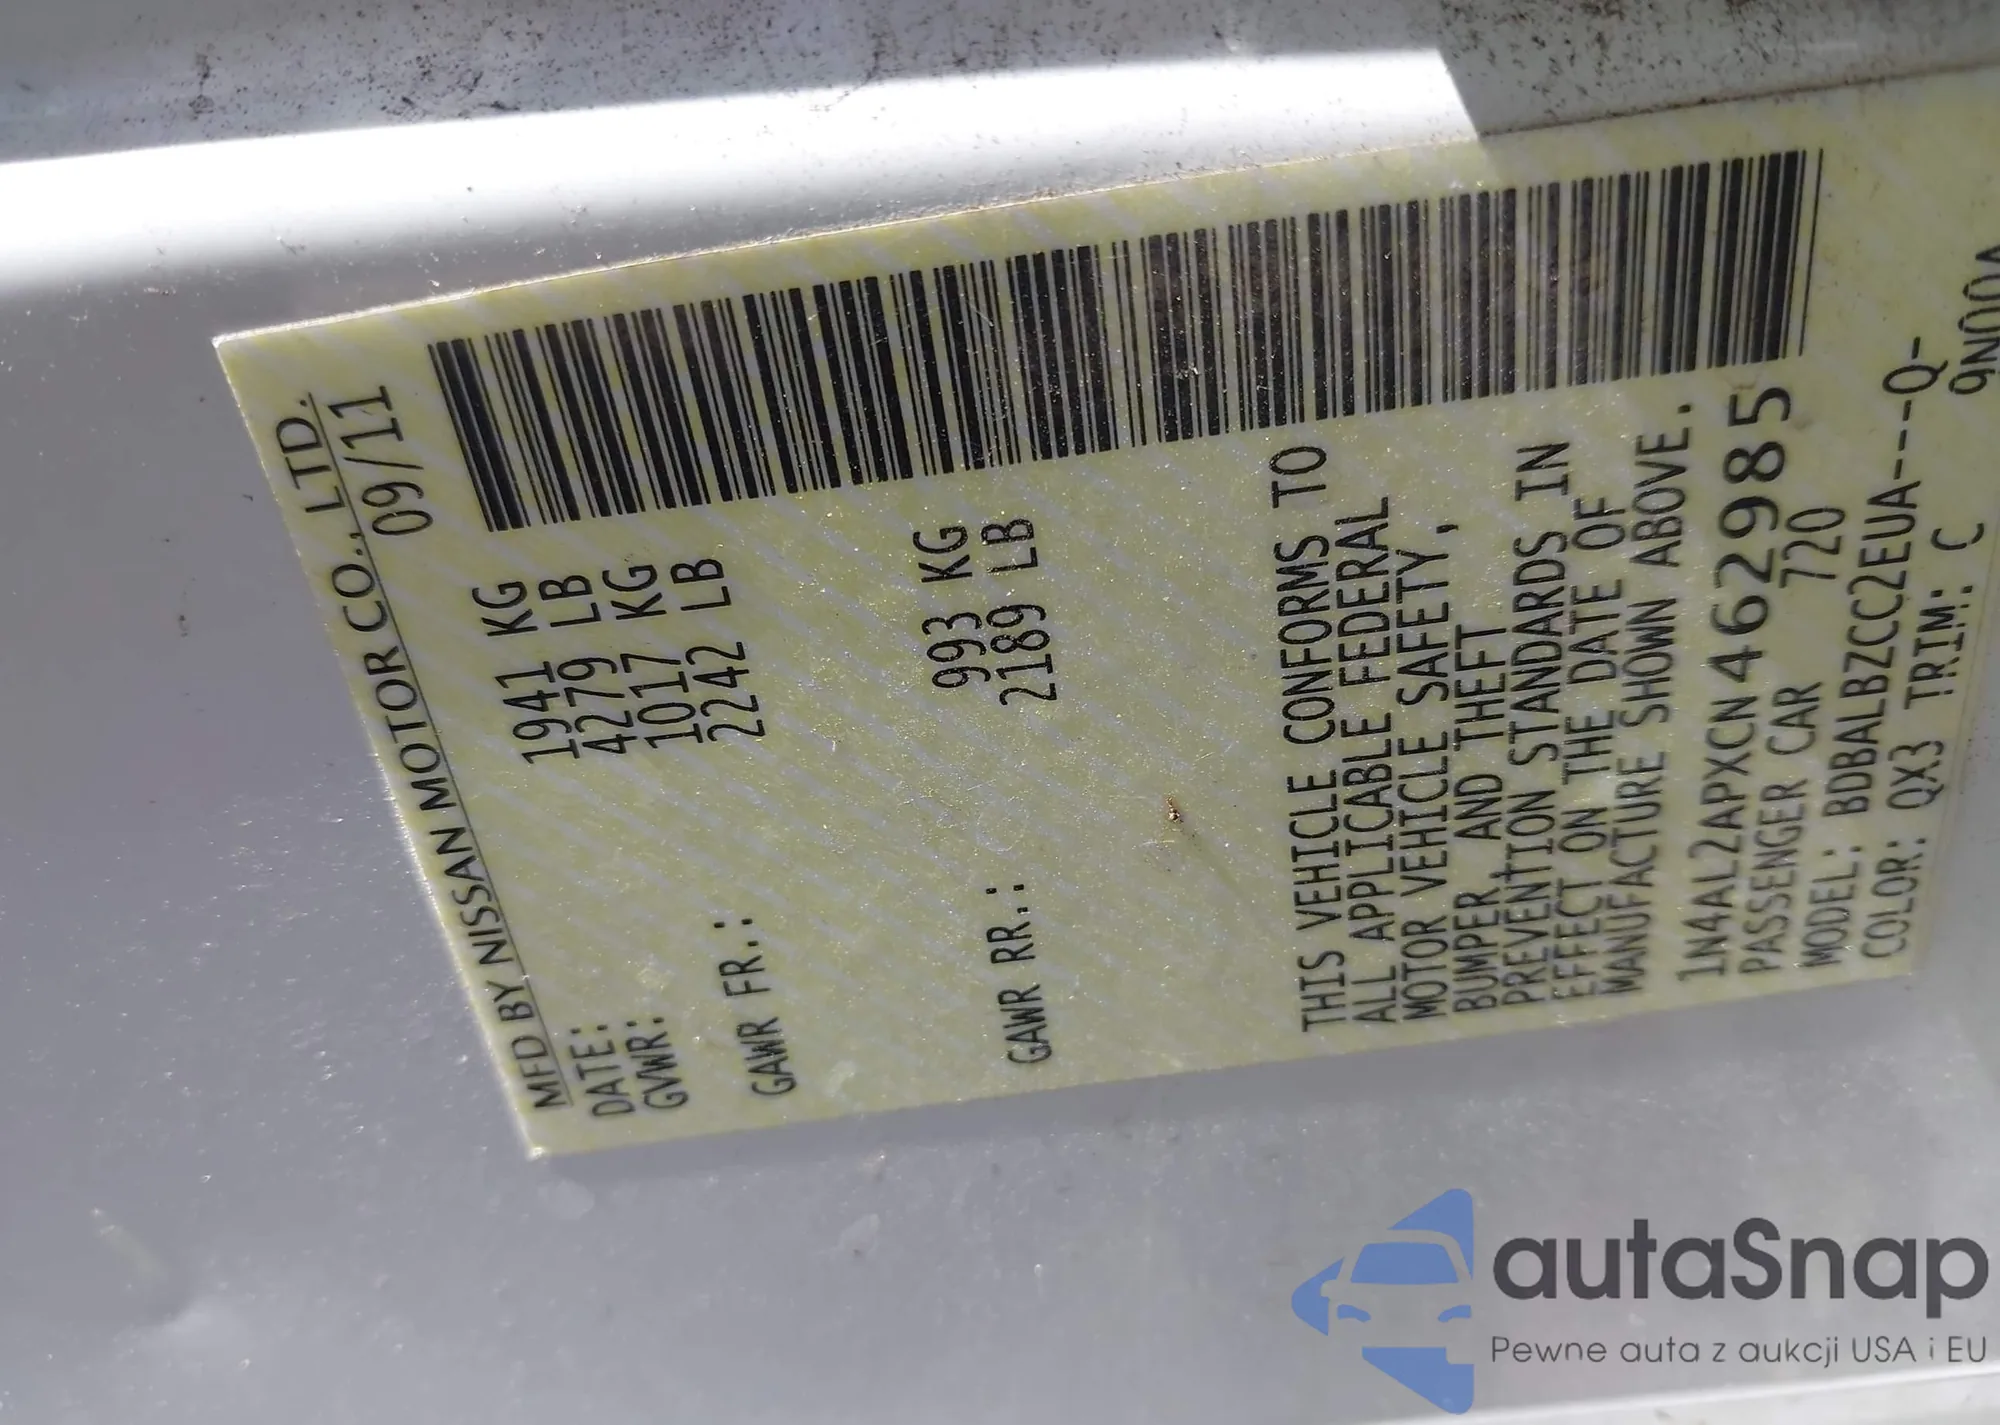 MFD BY NISSAN MOTOR CO., LTD.
DATE: 09/11
GVWR: 1941 KG
4279 LB
GAWR FR.: 1017 KG
2242 LB
GAWR RR.: 993 KG
2189 LB
THIS VEHICLE CONFORMS TO
ALL APPLICABLE FEDERAL
MOTOR VEHICLE SAFETY,
BUMPER, AND THEFT
PREVENTION STANDARDS IN
EFFECT ON THE DATE OF
MANUFACTURE SHOWN ABOVE.
1N4AL2APXCN462985
PASSENGER CAR 720
MODEL: BDBALBZCC2EUA---Q-
COLOR: QX3 TRIM: C
9N00A
autaSnap
Pewne auta z aukcji USA i EU